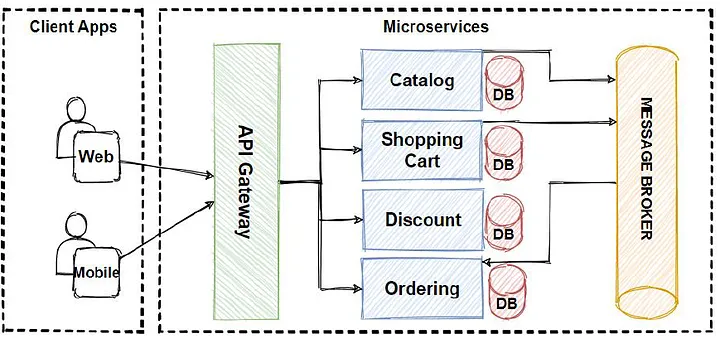 Client Apps
Microservices
Web
Mobile
API Gateway
Catalog
DB
Shopping
Cart
DB
Discount
DB
Ordering
DB
MESSAGE BROKER